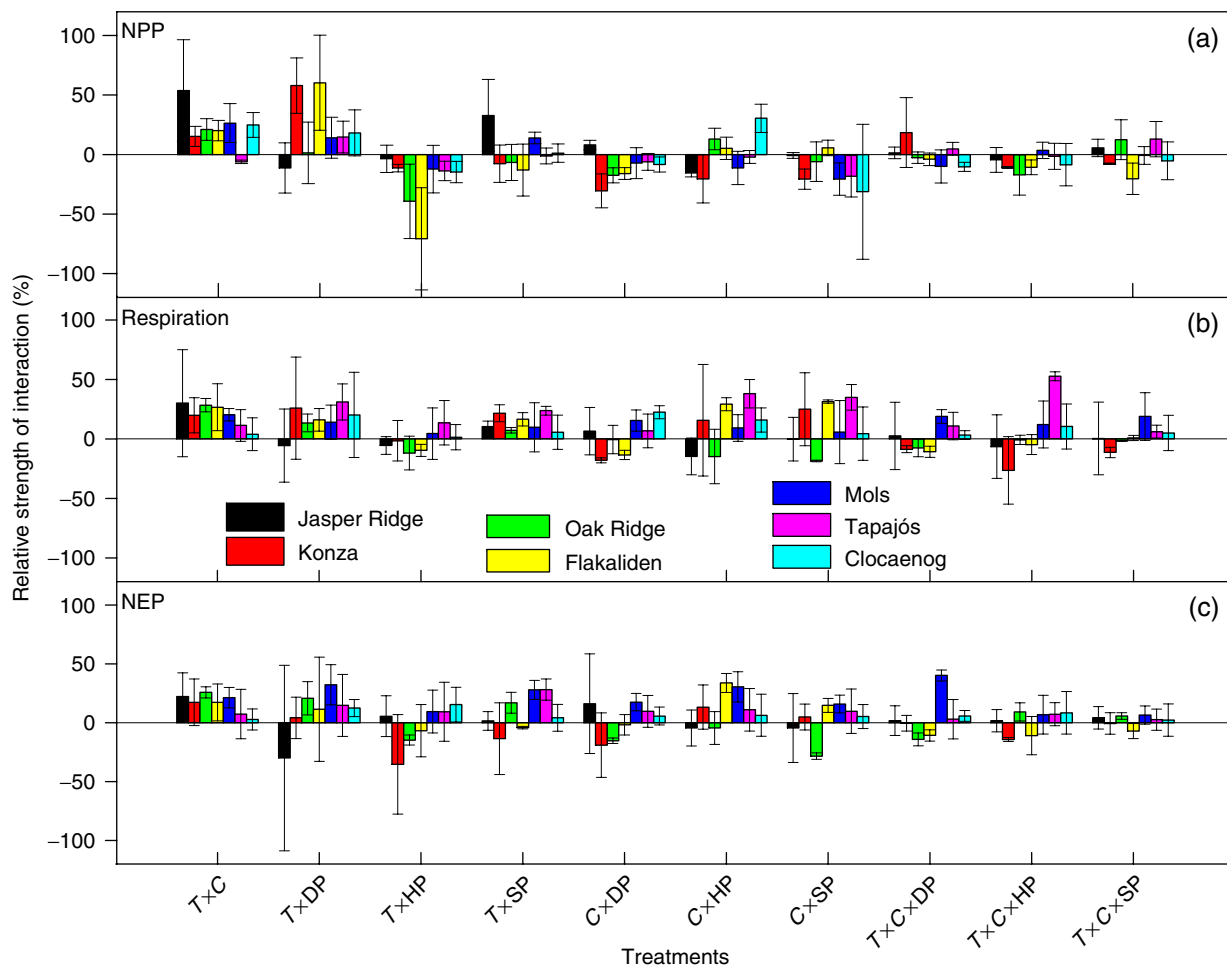 NPP
(a)
100
50
0
−50
−100
Respiration
(b)
100
50
0
−50
−100
Jasper Ridge
Konza
Oak Ridge
Flakaliden
Mols
Tapajós
Clocaenog
NEP
(c)
100
50
0
−50
−100
Relative strength of interaction (%)
T×C
T×DP
T×HP
T×SP
C×DP
C×HP
C×SP
T×C×DP
T×C×HP
T×C×SP
Treatments